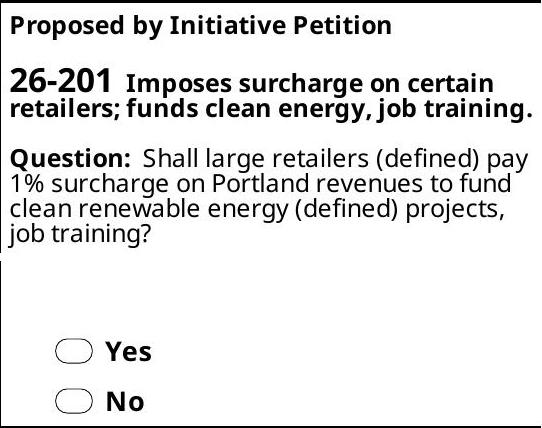 Proposed by Initiative Petition
26-201 Imposes surcharge on certain
retailers; funds clean energy, job training.
Question: Shall large retailers (defined) pay
1% surcharge on Portland revenues to fund
clean renewable energy (defined) projects,
job training?
Yes
No